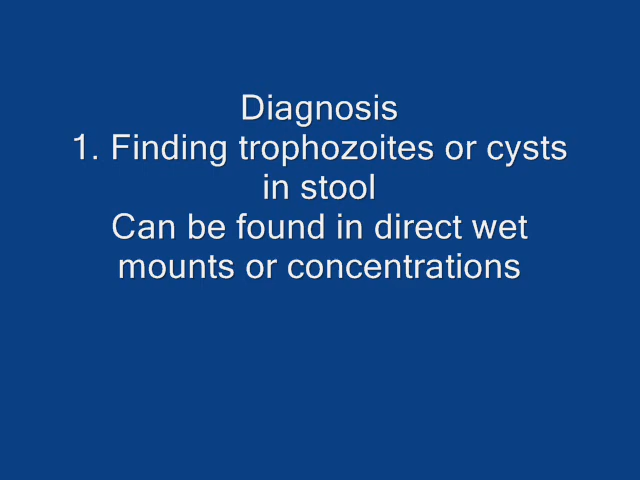 Diagnosis
1. Finding trophozoites or cysts
in stool
Can be found in direct wet
mounts or concentrations